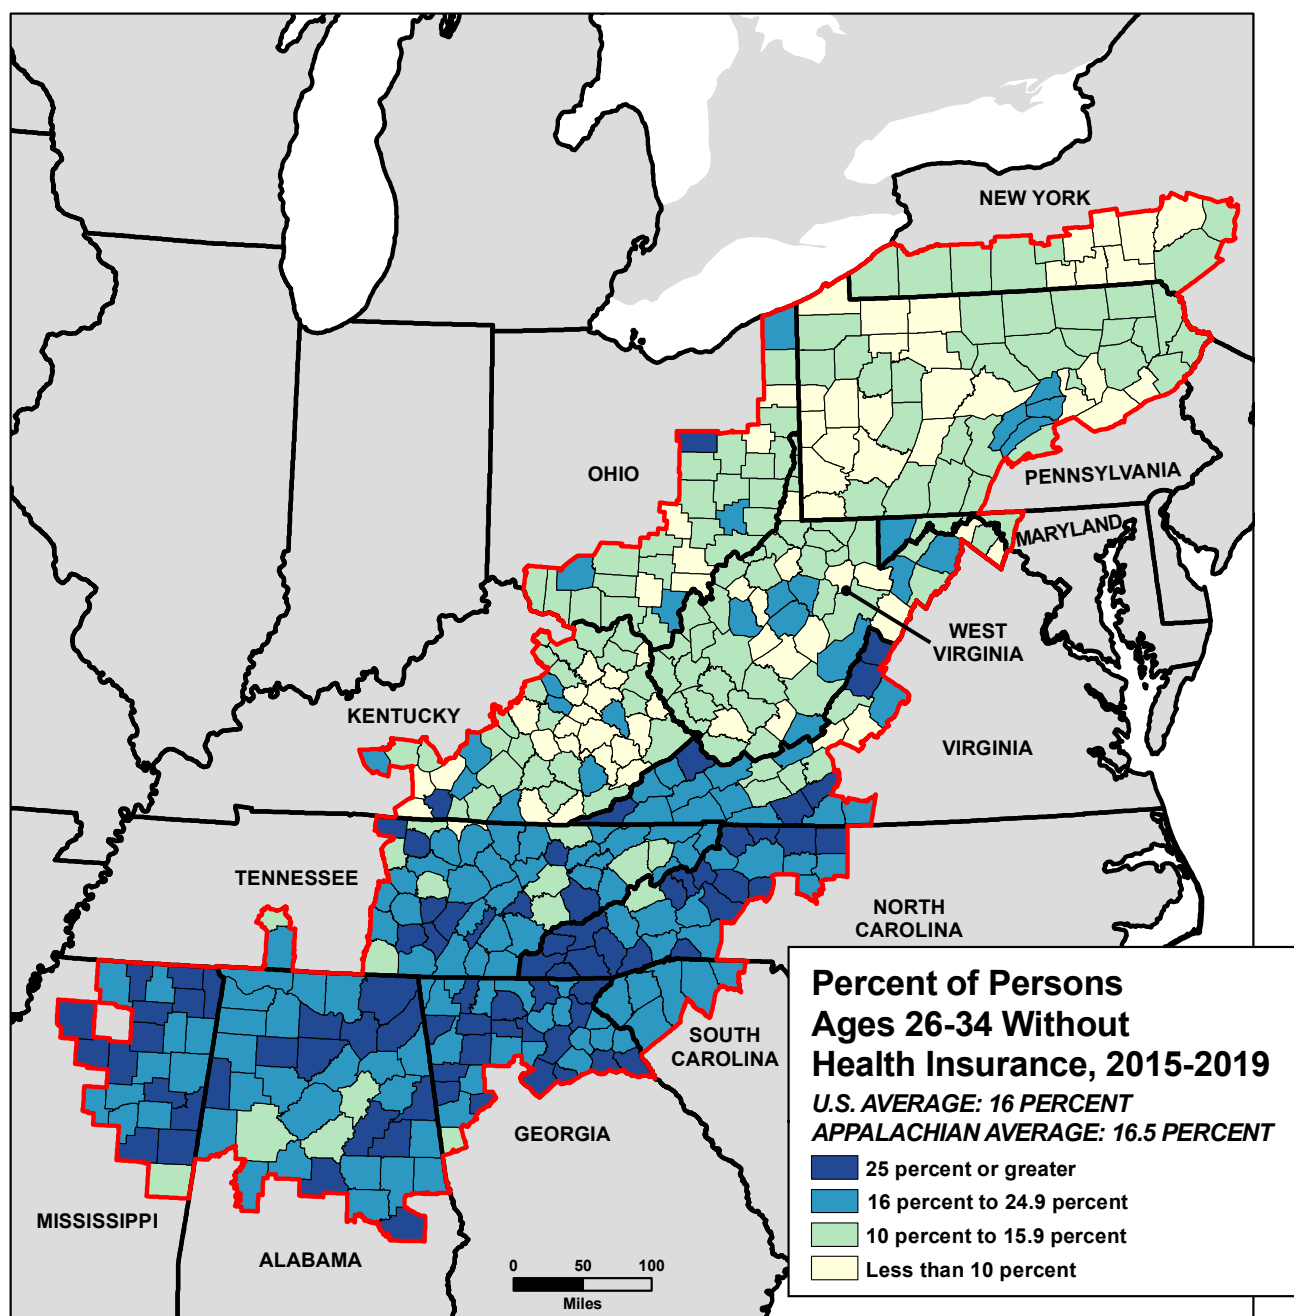 NEW YORK
OHIO
PENNSYLVANIA
MARYLAND
WEST
VIRGINIA
KENTUCKY
VIRGINIA
TENNESSEE
NORTH
CAROLINA
SOUTH
CAROLINA
GEORGIA
MISSISSIPPI
ALABAMA
0 50 100
Miles
Percent of Persons
Ages 26-34 Without
Health Insurance, 2015-2019
U.S. AVERAGE: 16 PERCENT
APPALACHIAN AVERAGE: 16.5 PERCENT
25 percent or greater
16 percent to 24.9 percent
10 percent to 15.9 percent
Less than 10 percent